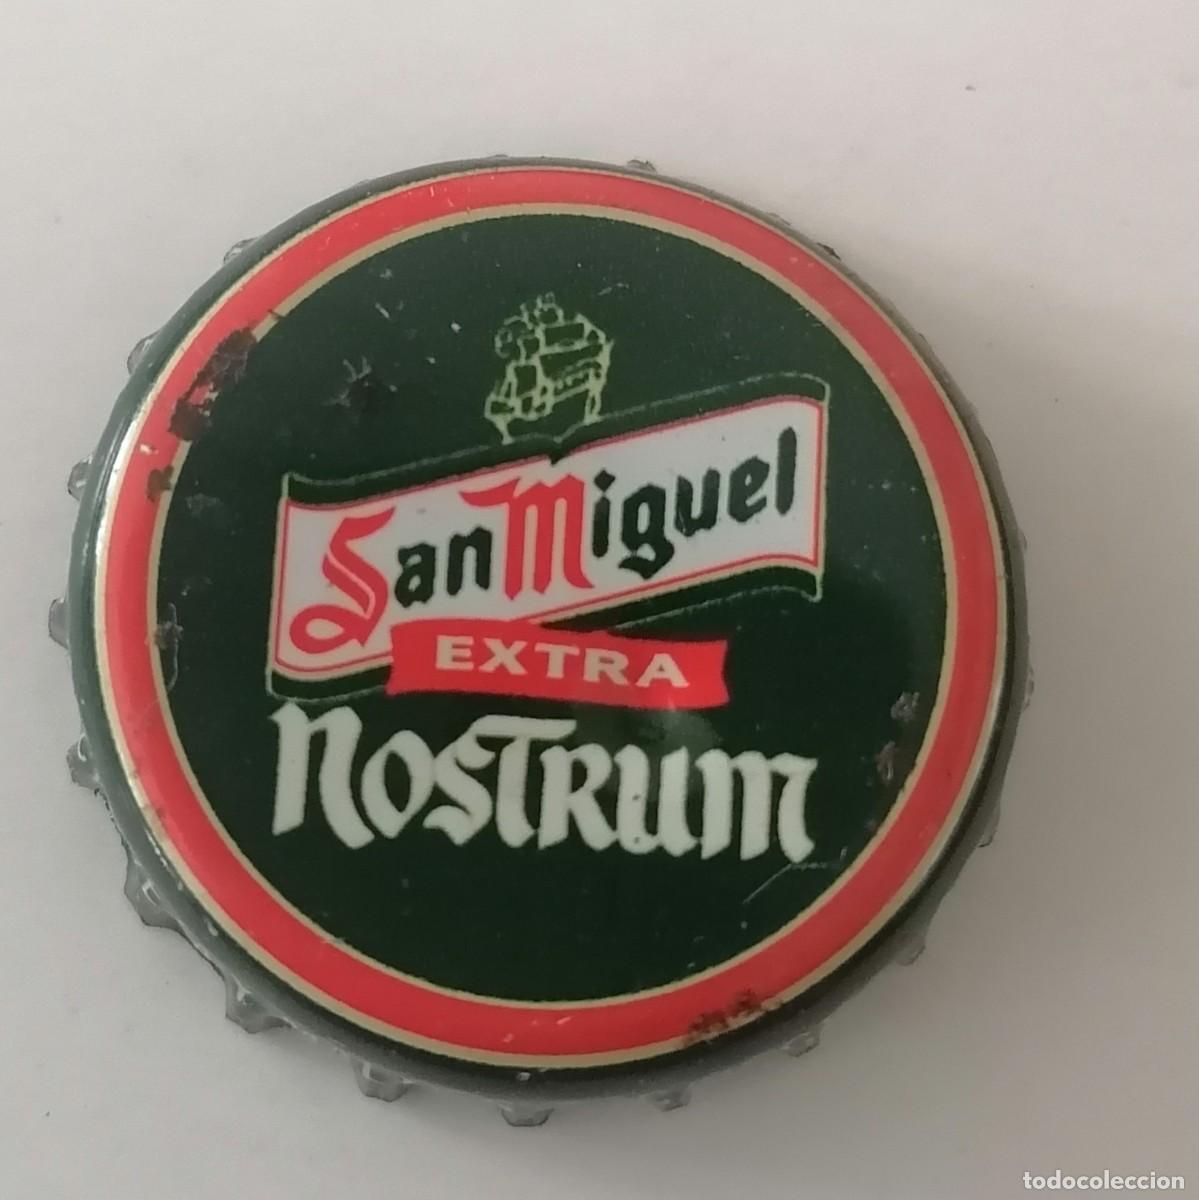 San Miguel
EXTRA
NOSTRUM
todocoleccion